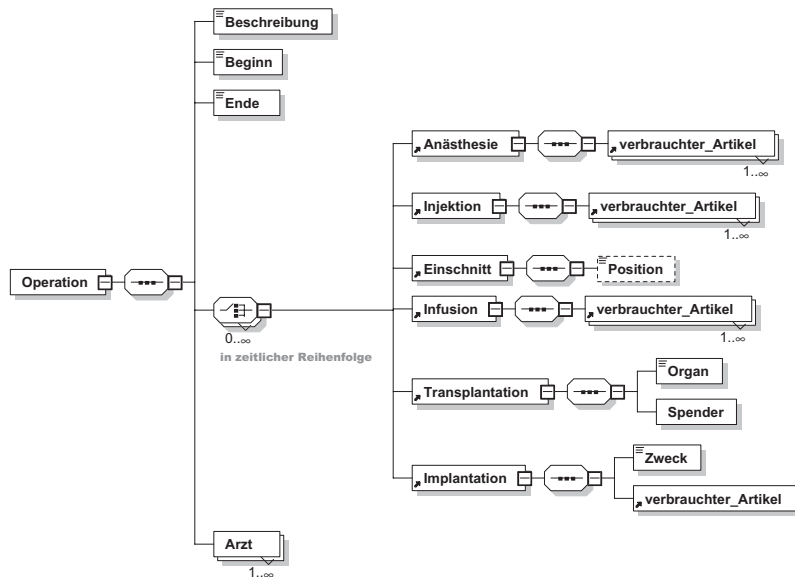 Beschreibung
Beginn
Ende
Anästhesie
verbrauchter_Artikel
1..∞
Injektion
verbrauchter_Artikel
1..∞
Operation
Einschnitt
Position
Infusion
verbrauchter_Artikel
1..∞
0..∞
in zeitlicher Reihenfolge
Transplantation
Organ
Spender
Implantation
Zweck
verbrauchter_Artikel
Arzt
1..∞